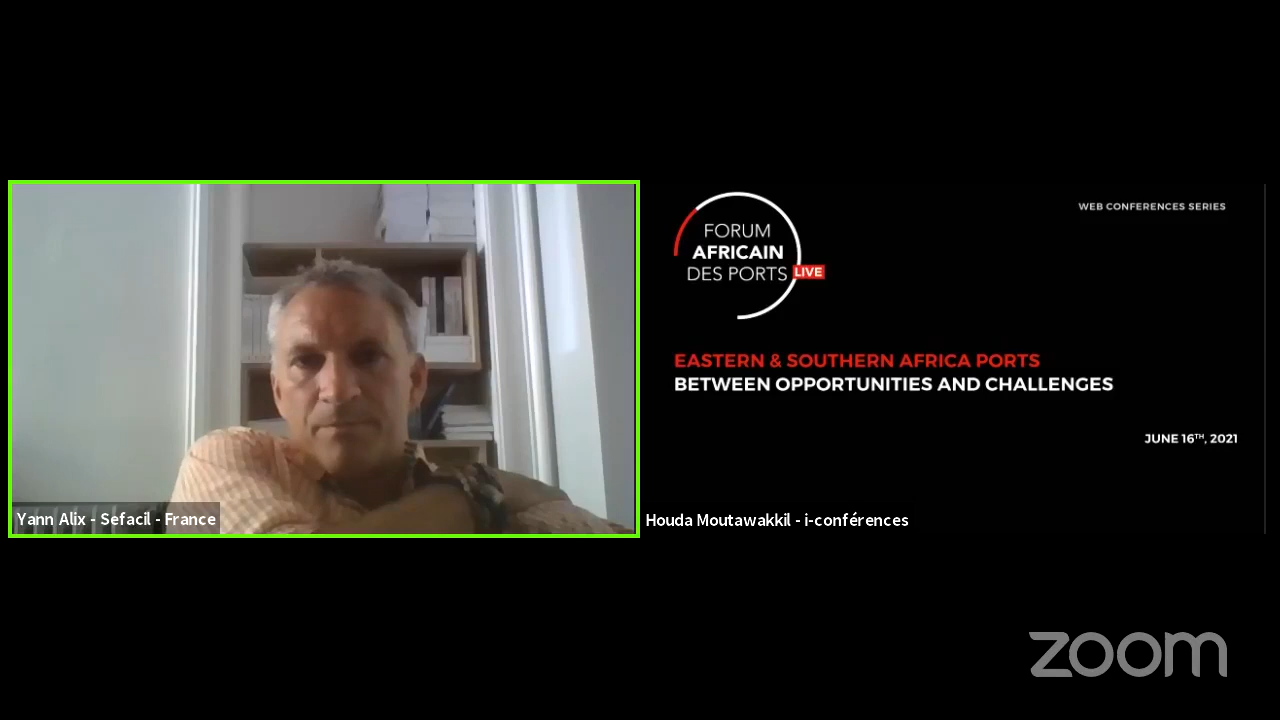 FORUM
AFRICAIN
DES PORTS
LIVE
WEB CONFERENCES SERIES
EASTERN & SOUTHERN AFRICA PORTS
BETWEEN OPPORTUNITIES AND CHALLENGES
JUNE 16TH, 2021
Yann Alix - Sefacil - France
Houda Moutawakkil - i-conférences
zoom